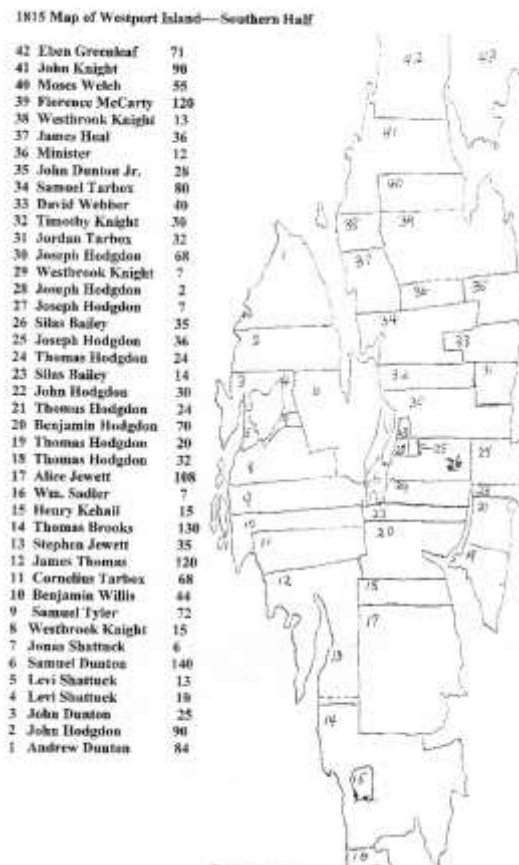 1815 Map of Westport Island----Southern Half
42 Eben Greenleaf 71
41 John Knight 90
40 Moses Welch 55
39 Florence McCarty 120
38 Westbrook Knight 13
37 James Heal 36
36 Minister 12
35 John Dunton Jr. 28
34 Samuel Tarbox 80
33 David Webber 40
32 Timothy Knight 30
31 Jordan Tarbox 32
30 Joseph Hodgdon 68
29 Westbrook Knight 7
28 Joseph Hodgdon 2
27 Joseph Hodgdon 7
26 Silas Bailey 35
25 Joseph Hodgdon 36
24 Thomas Hodgdon 24
23 Silas Bailey 14
22 John Hodgdon 30
21 Thomas Hodgdon 24
20 Benjamin Hodgdon 70
19 Thomas Hodgdon 20
18 Thomas Hodgdon 32
17 Alice Jewett 108
16 Wm. Sadler 7
15 Henry Kehail 15
14 Thomas Brooks 130
13 Stephen Jewett 35
12 James Thomas 120
11 Cornelius Tarbox 68
10 Benjamin Willis 44
9 Samuel Tyler 72
8 Westbrook Knight 15
7 Jonas Shattuck 6
6 Samuel Dunton 140
5 Levi Shattuck 13
4 Levi Shattuck 10
3 John Dunton 25
2 John Hodgdon 90
1 Andrew Dunton 84
42 43
41
40
38 39
1
37
36 35
34
2 33
3 32 31
30
25
26 25
8
9
10 22
11 20
12
18
17
13
14
15
16